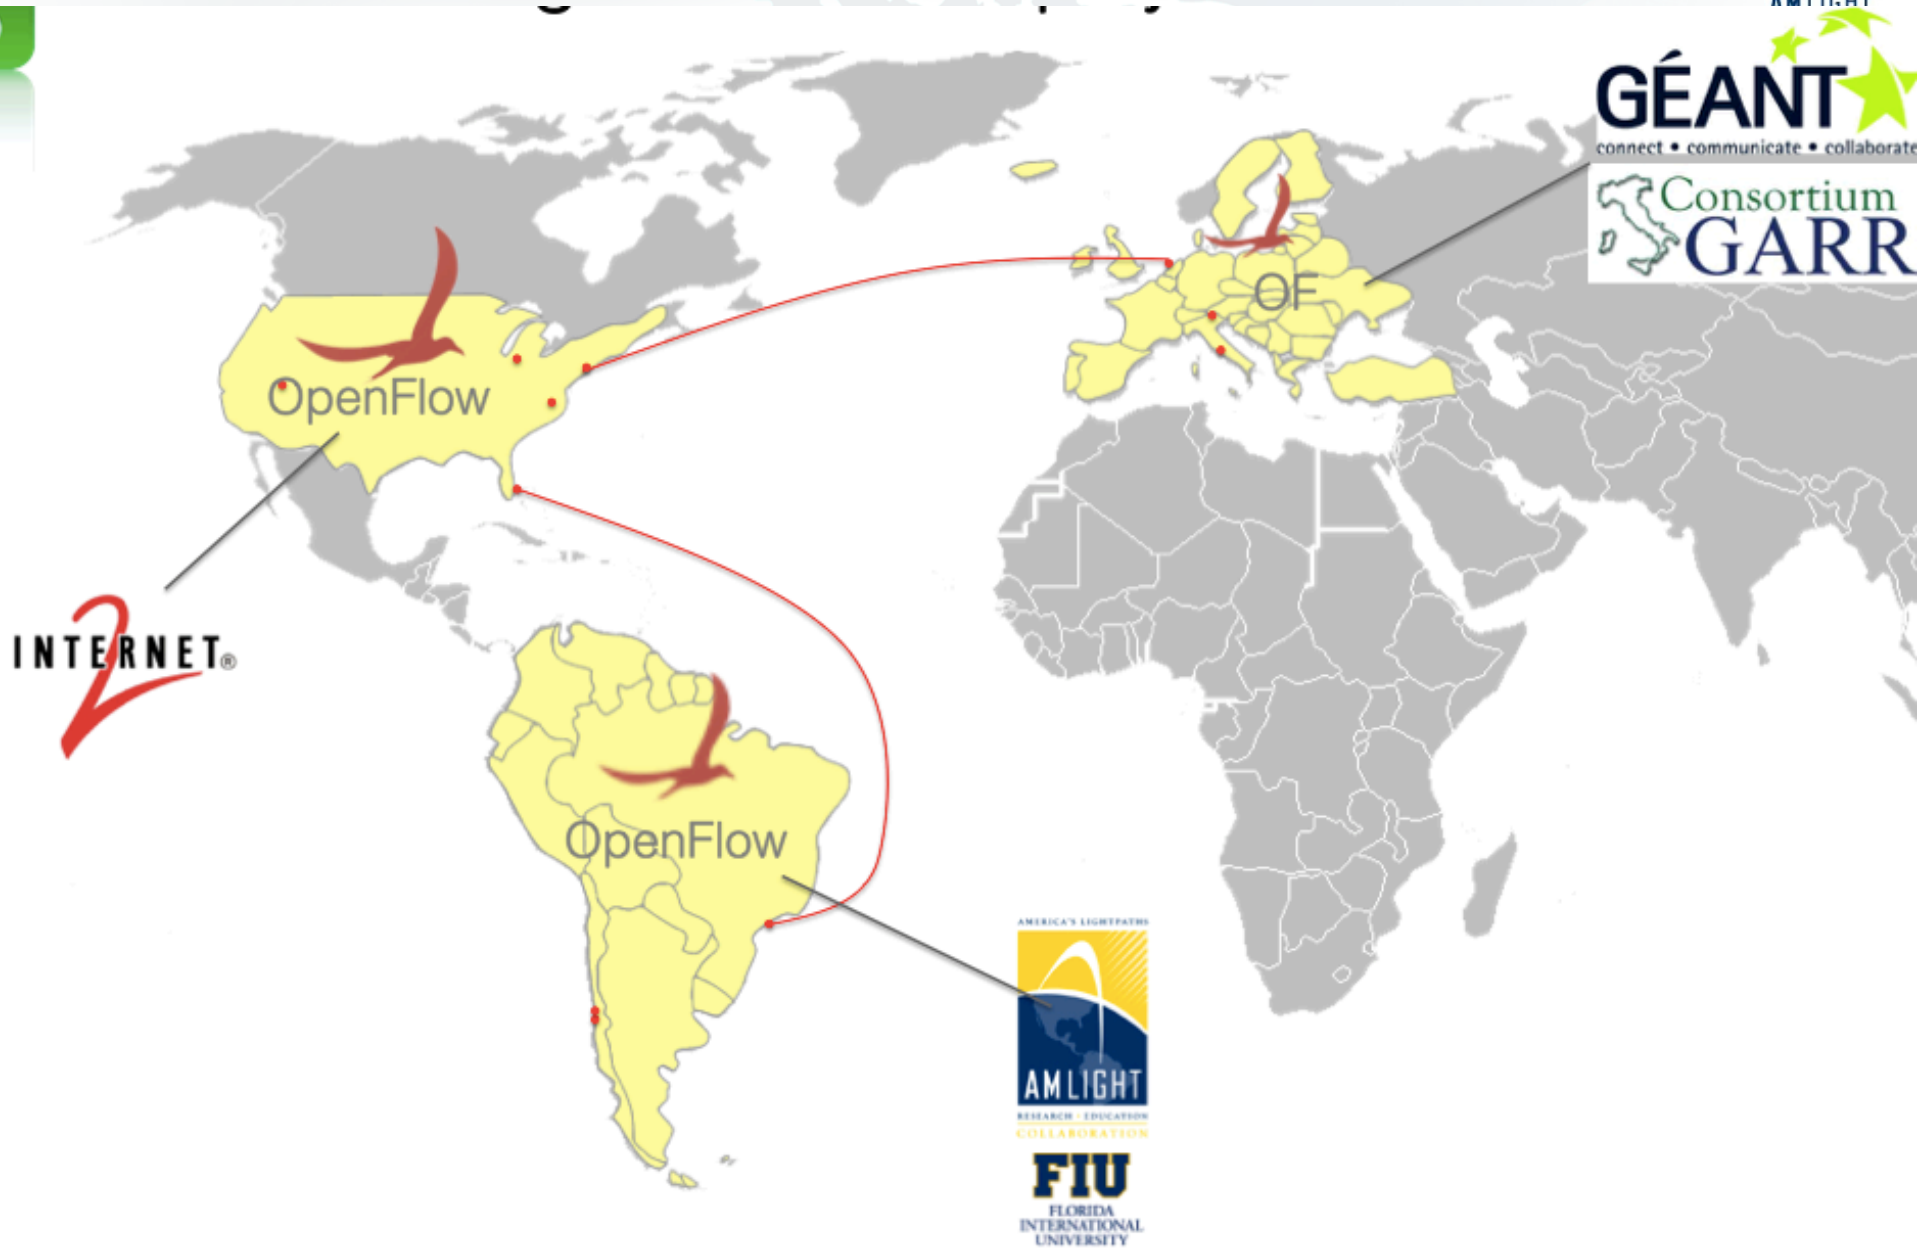 AMLIGHT
GÉANT
connect • communicate • collaborate
Consortium
GARR
OF
OpenFlow
INTERNET®
2
OpenFlow
AMERICA'S LIGHTPATHS
AMLIGHT
RESEARCH · EDUCATION
COLLABORATION
FIU
FLORIDA
INTERNATIONAL
UNIVERSITY